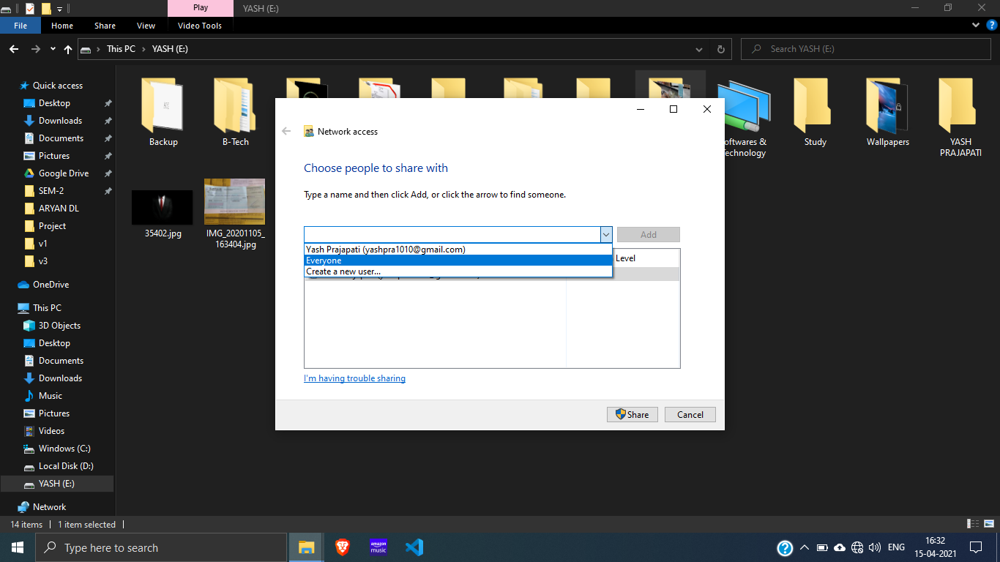 Play
YASH (E:)
File
Home
Share
View
Video Tools
This PC
YASH (E:)
Search YASH (E:)
Quick access
Desktop
Downloads
Documents
Pictures
Google Drive
SEM-2
ARYAN DL
Project
v1
v3
OneDrive
This PC
3D Objects
Desktop
Documents
Downloads
Music
Pictures
Videos
Windows (C:)
Local Disk (D:)
YASH (E:)
Network
Backup
B-Tech
oftwares &
echnology
Study
Wallpapers
YASH
PRAJAPATI
35402.jpg
IMG_20201105_
163404.jpg
Network access
Choose people to share with
Type a name and then click Add, or click the arrow to find someone.
Add
Yash Prajapati (yashpra1010@gmail.com)
Everyone
Create a new user...
Level
I'm having trouble sharing
Share
Cancel
14 items
1 item selected
Type here to search
amazon
music
ENG
16:32
15-04-2021